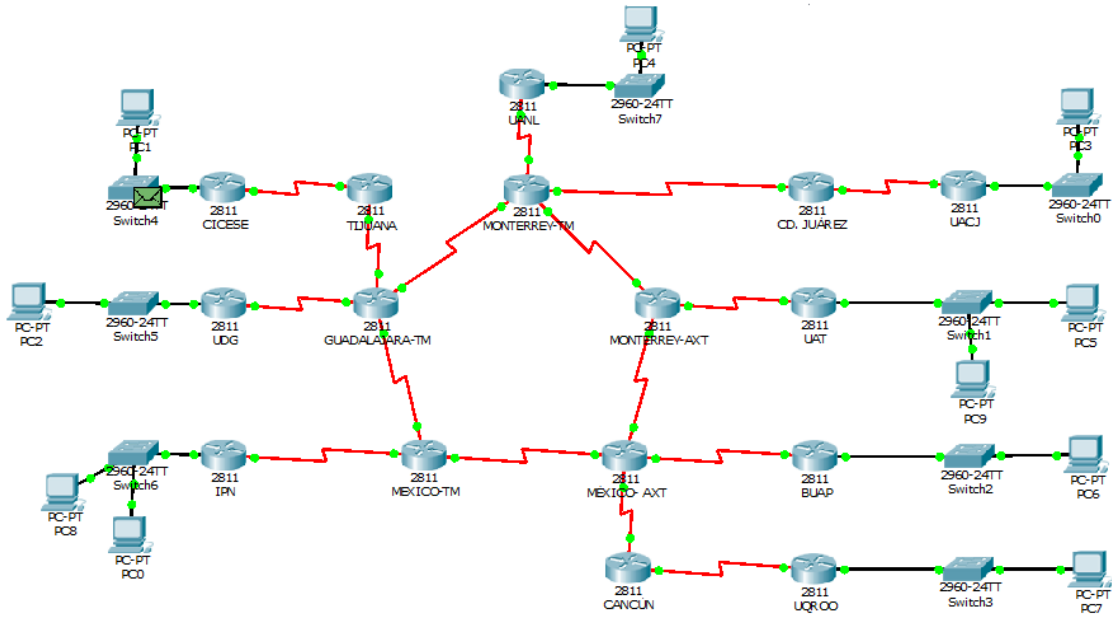 PC-PT
PC4
2811
UANL
2960-24TT
Switch7
PC-PT
PC1
2960-24TT
Switch4
2811
CICESE
2811
TIJUANA
2811
MONTERREY-TM
2811
CD. JUAREZ
2811
UACJ
PC-PT
PC3
2960-24TT
Switch0
PC-PT
PC2
2960-24TT
Switch5
2811
UDG
2811
GUADALAJARA-TM
2811
MONTERREY-AXT
2811
UAT
2960-24TT
Switch1
PC-PT
PC5
PC-PT
PC9
2960-24TT
Switch6
PC-PT
PC8
PC-PT
PC0
2811
IPN
2811
MEXICO-TM
2811
MÉXICO- AXT
2811
BUAP
2960-24TT
Switch2
PC-PT
PC6
2811
CANCÚN
2811
UQROO
2960-24TT
Switch3
PC-PT
PC7